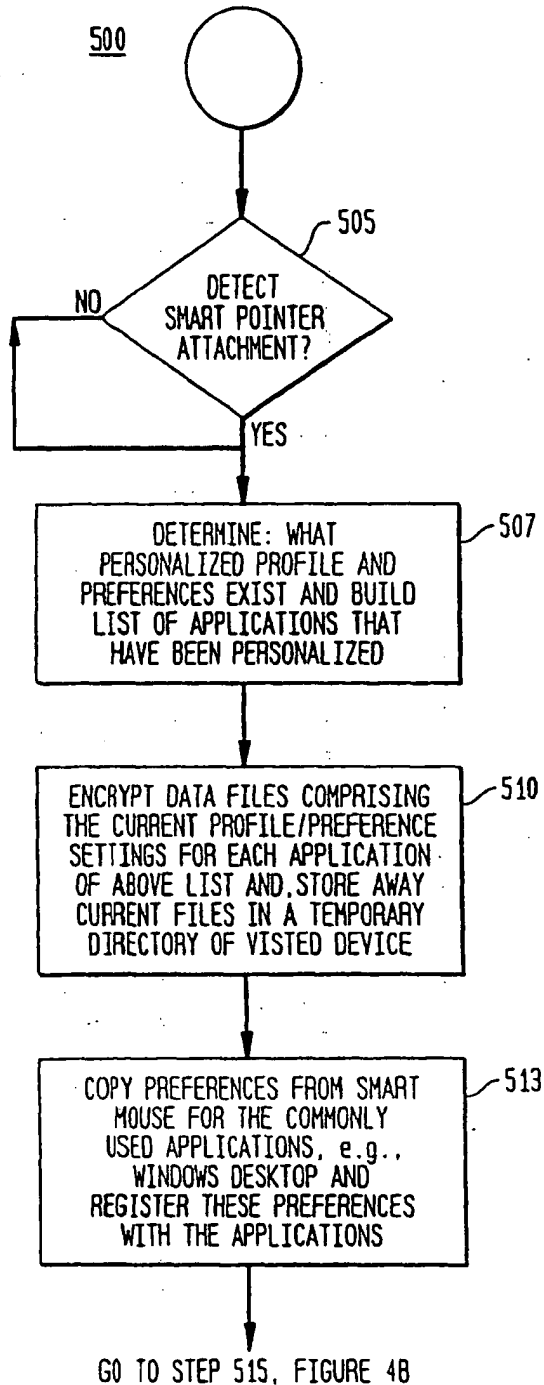 500
505
DETECT
SMART POINTER
ATTACHMENT?
NO
YES
507
DETERMINE: WHAT
PERSONALIZED PROFILE AND
PREFERENCES EXIST AND BUILD
LIST OF APPLICATIONS THAT
HAVE BEEN PERSONALIZED
510
ENCRYPT DATA FILES COMPRISING
THE CURRENT PROFILE/PREFERENCE
SETTINGS FOR EACH APPLICATION
OF ABOVE LIST AND.STORE AWAY
CURRENT FILES IN A TEMPORARY
DIRECTORY OF VISTED DEVICE
513
COPY PREFERENCES FROM SMART
MOUSE FOR THE COMMONLY
USED APPLICATIONS, e.g.,
WINDOWS DESKTOP AND
REGISTER THESE PREFERENCES
WITH THE APPLICATIONS
GO TO STEP 515, FIGURE 4B